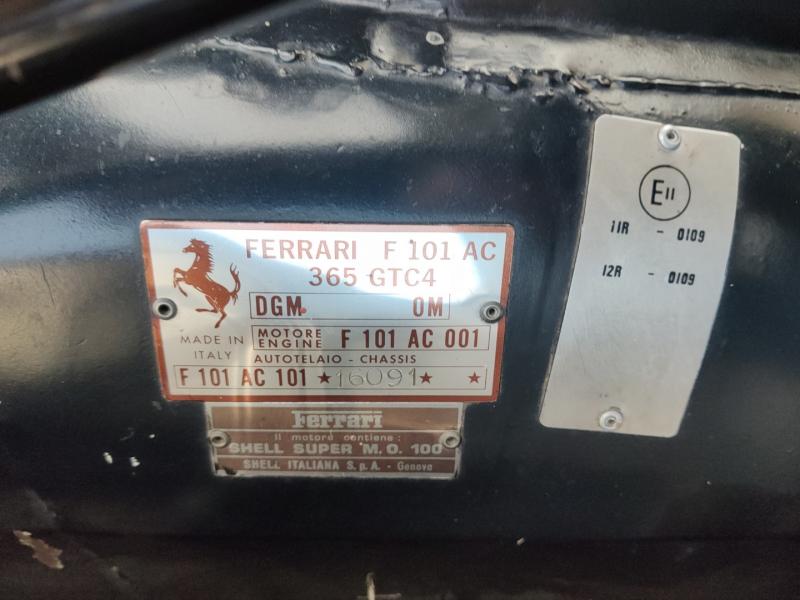 FERRARI F 101 AC
365 GTC4
DGM. OM
MADE IN ITALY
MOTORE ENGINE F 101 AC 001
AUTOTELAIO - CHASSIS
F 101 AC 101 ★16091★ ★
Ferrari
Il motore contiene:
SHELL SUPER M.O. 100
SHELL ITALIANA S.p.A. - Genova
E11
11R - 0109
12R - 0109